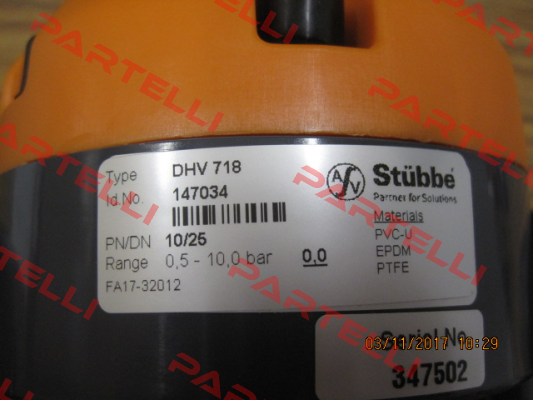 PARTELLI
PARTELLI
PARTELLI
PARTELLI
PARTELLI
Type DHV 718
Id.No. 147034
PN/DN 10/25
Range 0,5 - 10,0 bar 0,0
FA17-32012
ASV Stübbe
Partner for Solutions
Materials
PVC-U
EPDM
PTFE
Serial No
03/11/2017 10:29
347502